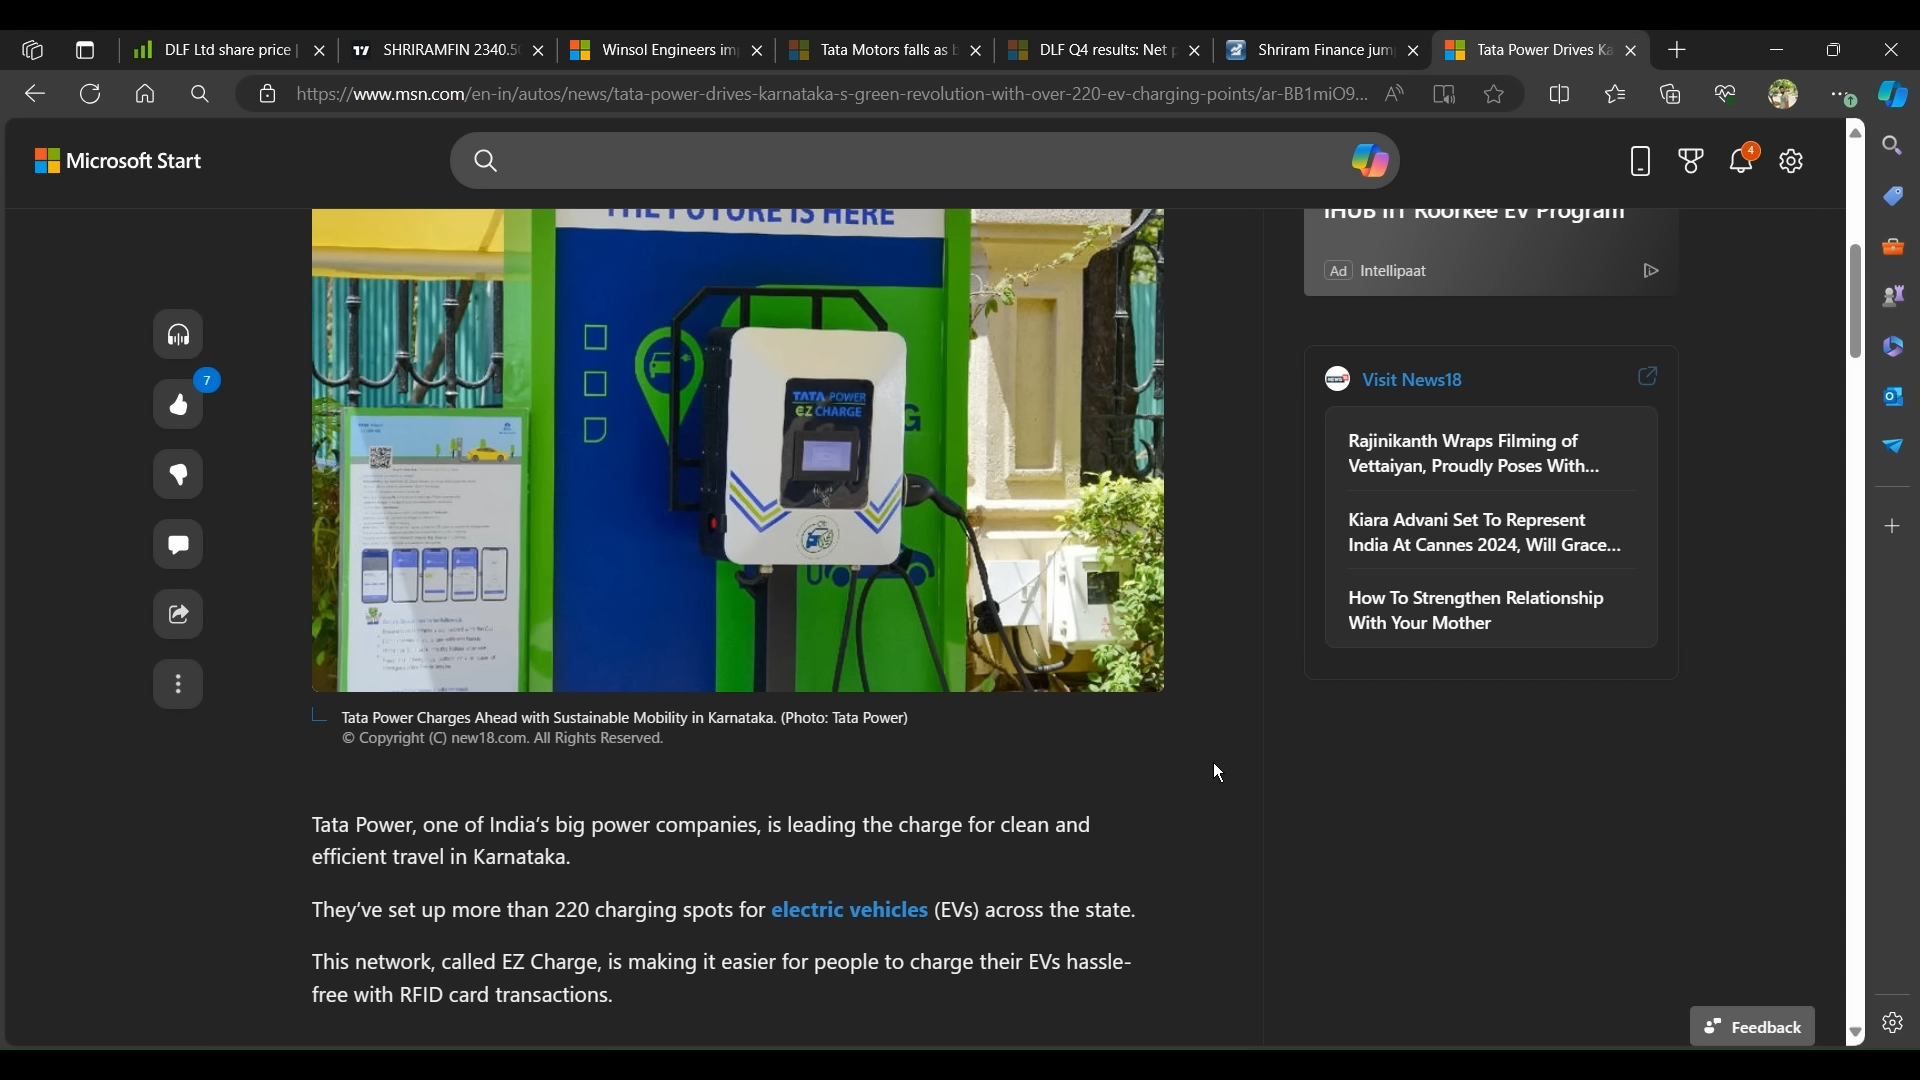 DLF Ltd share price |
SHRIRAMFIN 2340.50
Winsol Engineers im
Tata Motors falls as b
DLF Q4 results: Net p
Shriram Finance jum
Tata Power Drives Ka
https://www.msn.com/en-in/autos/news/tata-power-drives-karnataka-s-green-revolution-with-over-220-ev-charging-points/ar-BB1miO9...
Microsoft Start
4
THE FUTURE IS HERE
TATA POWER
EZ CHARGE
7
Tata Power Charges Ahead with Sustainable Mobility in Karnataka. (Photo: Tata Power)
© Copyright (C) new18.com. All Rights Reserved.
Tata Power, one of India's big power companies, is leading the charge for clean and
efficient travel in Karnataka.
They've set up more than 220 charging spots for electric vehicles (EVs) across the state.
This network, called EZ Charge, is making it easier for people to charge their EVs hassle-
free with RFID card transactions.
iHUB IIT Roorkee EV Program
Ad Intellipaat
NEWS18
Visit News18
Rajinikanth Wraps Filming of
Vettaiyan, Proudly Poses With...
Kiara Advani Set To Represent
India At Cannes 2024, Will Grace...
How To Strengthen Relationship
With Your Mother
Feedback